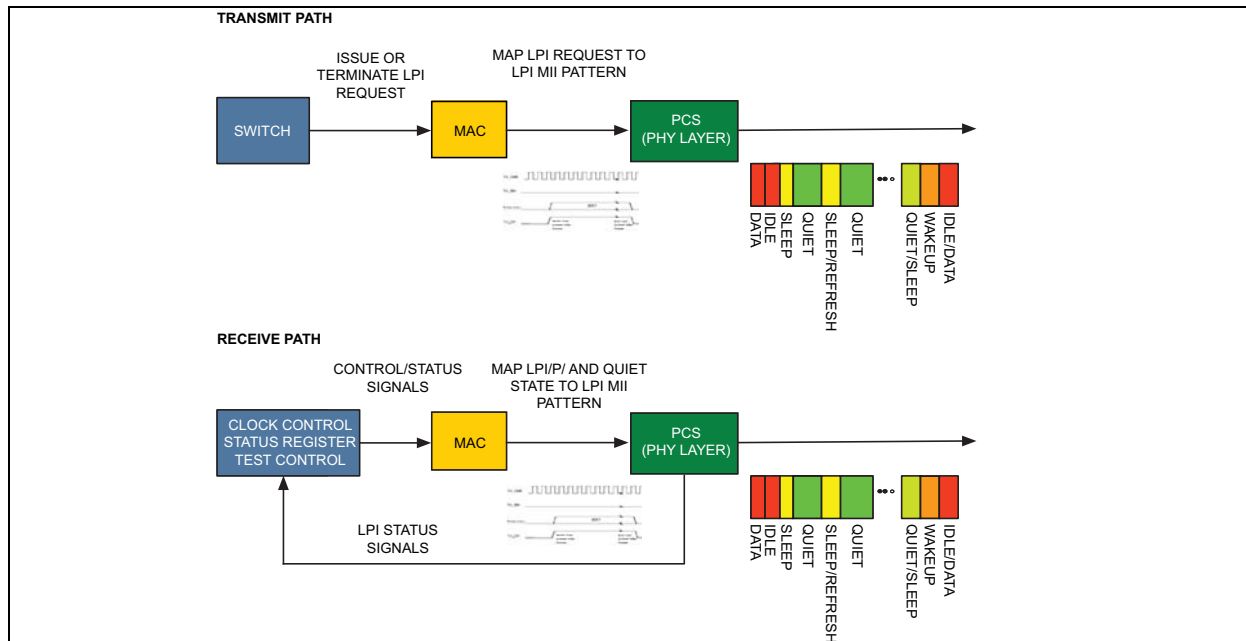 TRANSMIT PATH
ISSUE OR
TERMINATE LPI
REQUEST
MAP LPI REQUEST TO
LPI MII PATTERN
SWITCH
MAC
PCS
(PHY LAYER)
DATA
IDLE
SLEEP
QUIET
SLEEP/REFRESH
QUIET
QUIET/SLEEP
WAKEUP
IDLE/DATA
RECEIVE PATH
CONTROL/STATUS
SIGNALS
MAP LPI/P/ AND QUIET
STATE TO LPI MII
PATTERN
CLOCK CONTROL
STATUS REGISTER
TEST CONTROL
MAC
PCS
(PHY LAYER)
LPI STATUS
SIGNALS
DATA
IDLE
SLEEP
QUIET
SLEEP/REFRESH
QUIET
QUIET/SLEEP
WAKEUP
IDLE/DATA